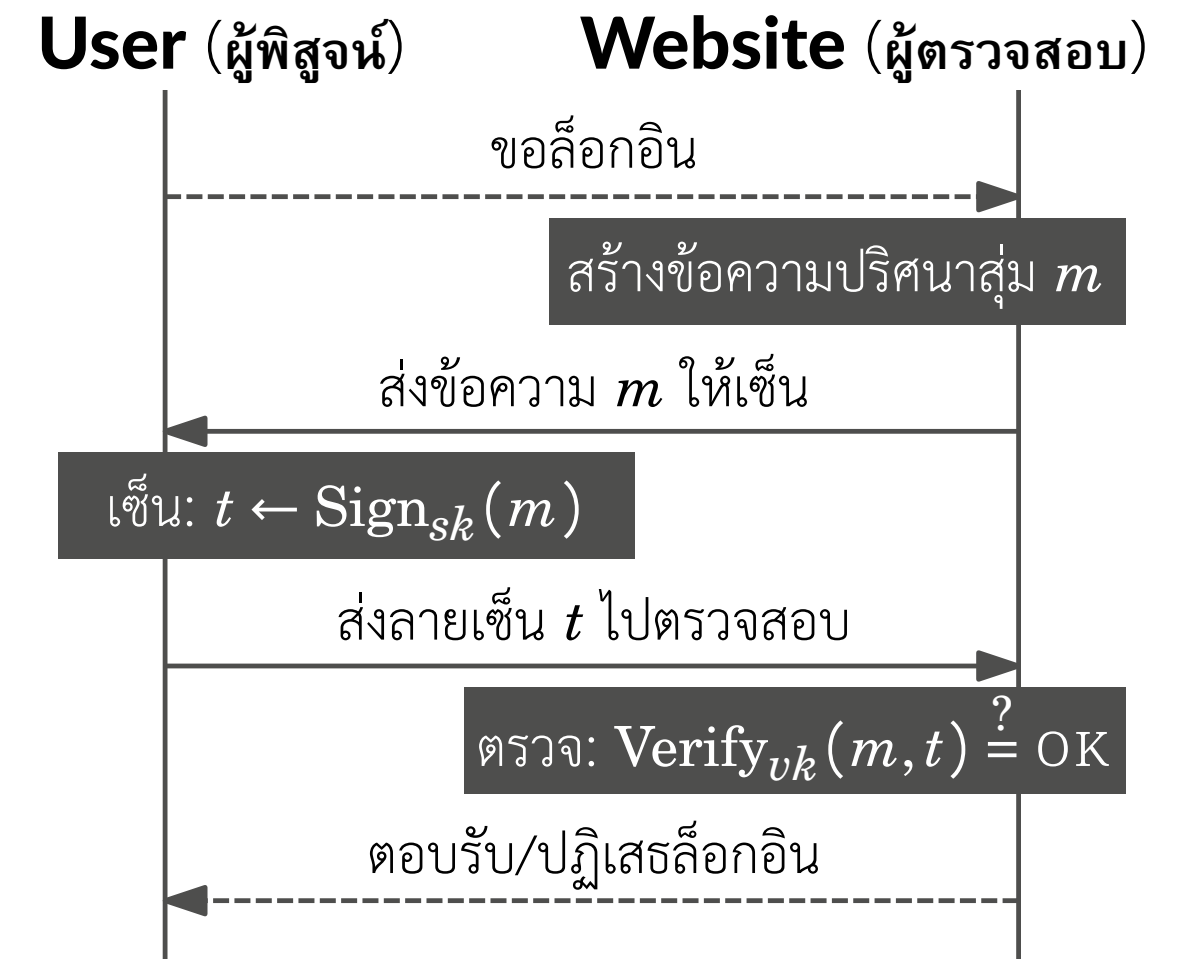 User (ผู้พิสูจน์) Website (ผู้ตรวจสอบ)
ขอล็อกอิน
สร้างข้อความปริศนาสุ่ม m
ส่งข้อความ m ให้เซ็น
เซ็น: t ← Sign_sk(m)
ส่งลายเซ็น t ไปตรวจสอบ
ตรวจ: Verify_vk(m,t) ≟ OK
ตอบรับ/ปฏิเสธล็อกอิน